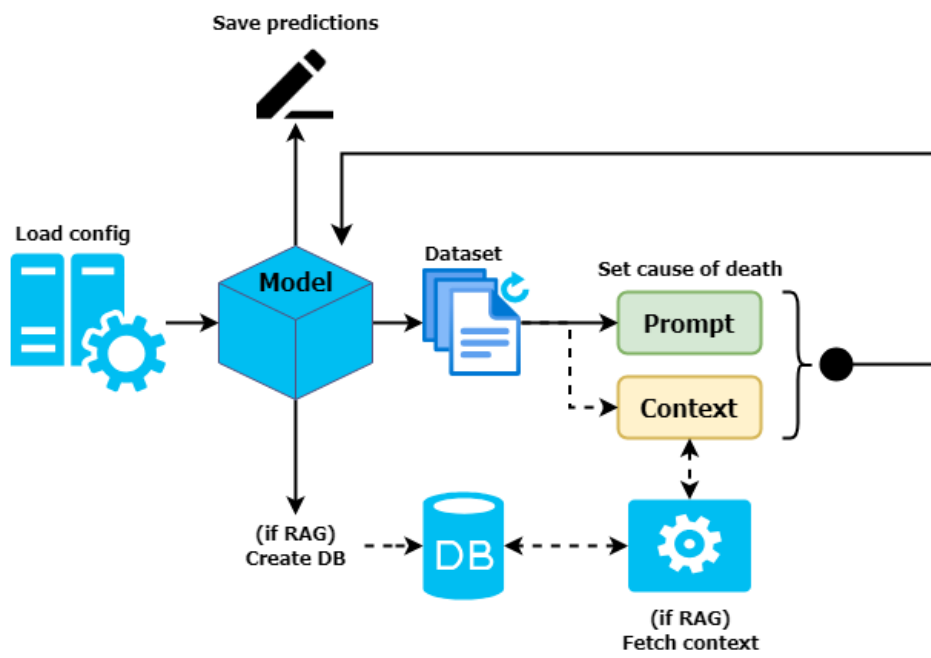 Save predictions
Load config
Model
Dataset
Set cause of death
Prompt
Context
(if RAG)
Create DB
DB
(if RAG)
Fetch context